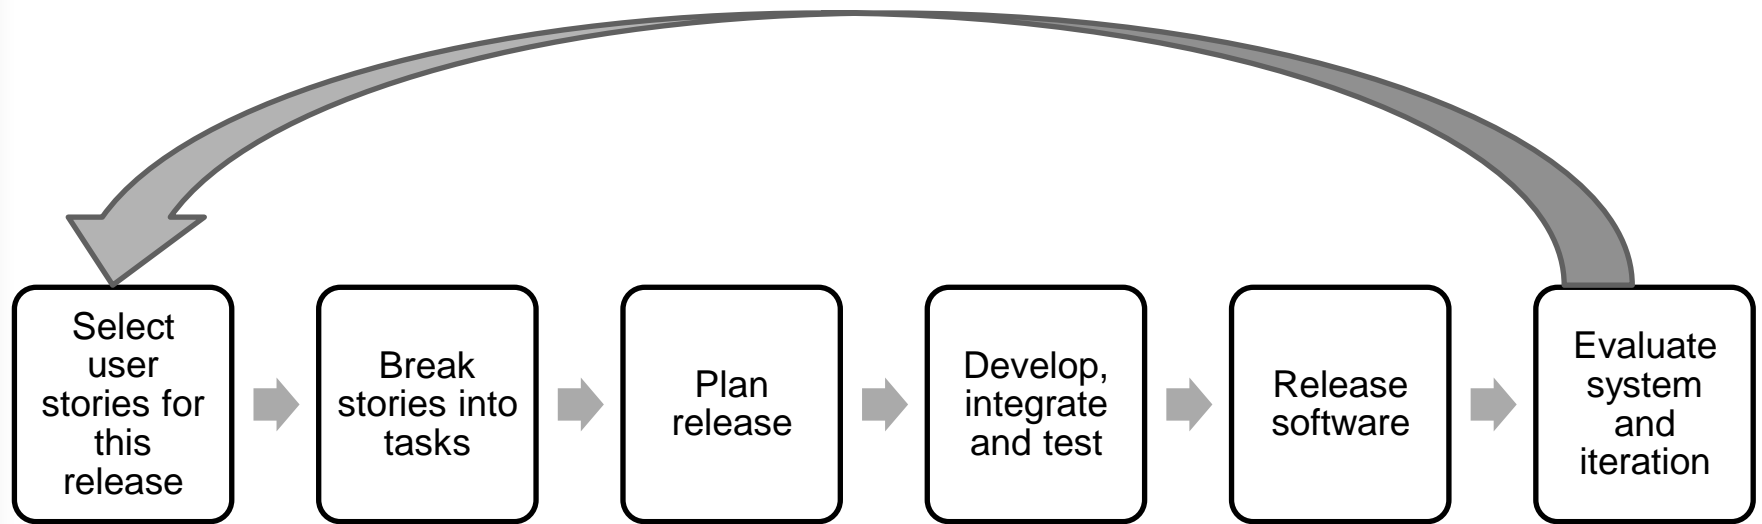 Select
user
stories for
this
release
Break
stories into
tasks
Plan
release
Develop,
integrate
and test
Release
software
Evaluate
system
and
iteration